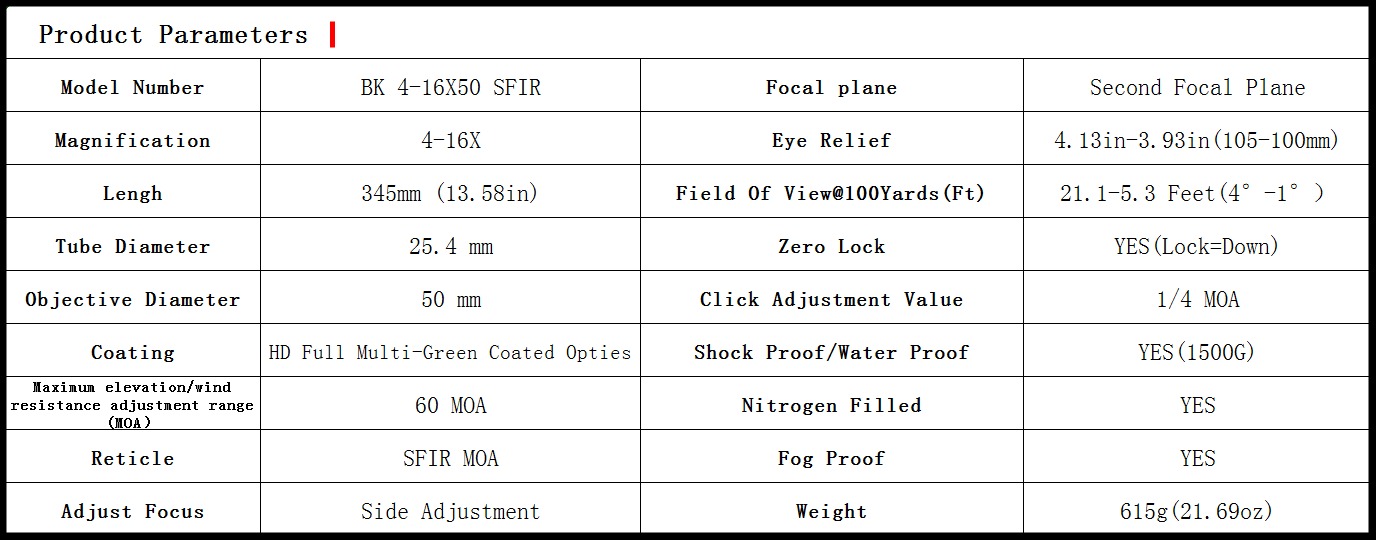 Product Parameters
Model Number BK 4-16X50 SFIR Focal plane Second Focal Plane
Magnification 4-16X Eye Relief 4.13in-3.93in(105-100mm)
Lengh 345mm (13.58in) Field Of View@100Yards(Ft) 21.1-5.3 Feet(4°-1°)
Tube Diameter 25.4 mm Zero Lock YES(Lock=Down)
Objective Diameter 50 mm Click Adjustment Value 1/4 MOA
Coating HD Full Multi-Green Coated Opties Shock Proof/Water Proof YES(1500G)
Maximum elevation/wind
resistance adjustment range
(MOA) 60 MOA Nitrogen Filled YES
Reticle SFIR MOA Fog Proof YES
Adjust Focus Side Adjustment Weight 615g(21.69oz)